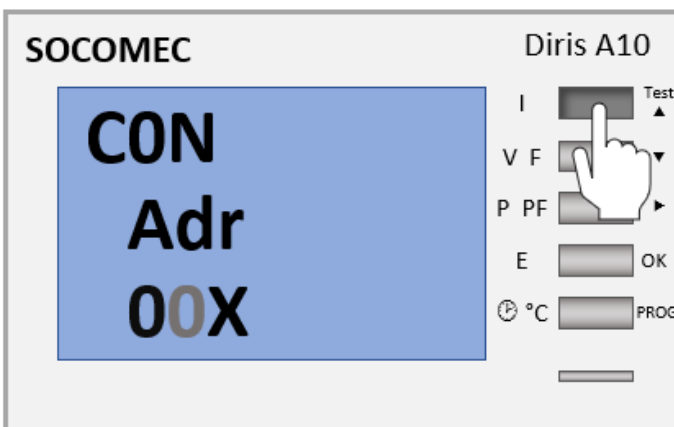 SOCOMEC
Diris A10
C0N
Adr
00X
I
Test
▲
V F
▼
P PF
►
E
OK
°C
PROG